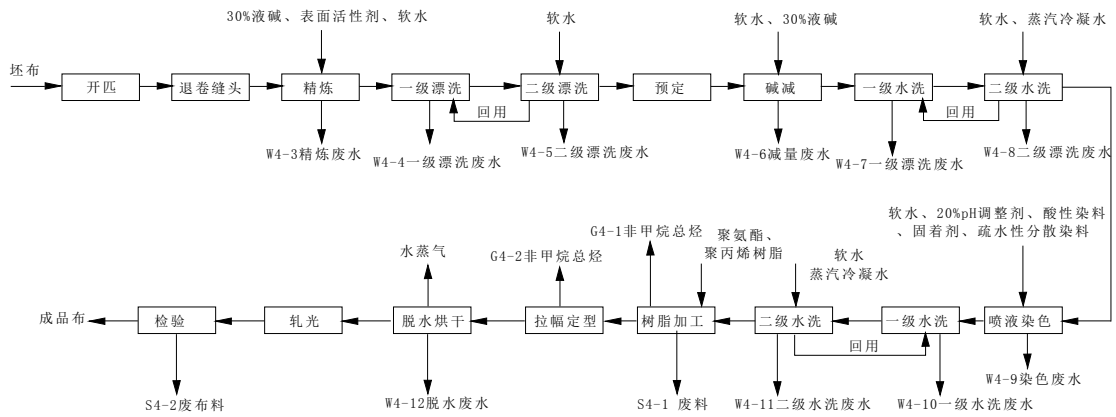 30%液碱、表面活性剂、软水
软水
软水、30%液碱
软水、蒸汽冷凝水
坯布
开匹
退卷缝头
精炼
一级漂洗
二级漂洗
预定
碱减
一级水洗
二级水洗
回用
回用
W4-3精炼废水
W4-4一级漂洗废水
W4-5二级漂洗废水
W4-6减量废水
W4-7一级漂洗废水
W4-8二级漂洗废水
软水、20%pH调整剂、酸性染料
、固着剂、疏水性分散染料
G4-1非甲烷总烃
聚氨酯、
聚丙烯树脂
水蒸气
G4-2非甲烷总烃
软水
蒸汽冷凝水
成品布
检验
轧光
脱水烘干
拉幅定型
树脂加工
二级水洗
一级水洗
喷液染色
回用
W4-9染色废水
S4-2废布料
W4-12脱水废水
S4-1 废料
W4-11二级水洗废水
W4-10一级水洗废水